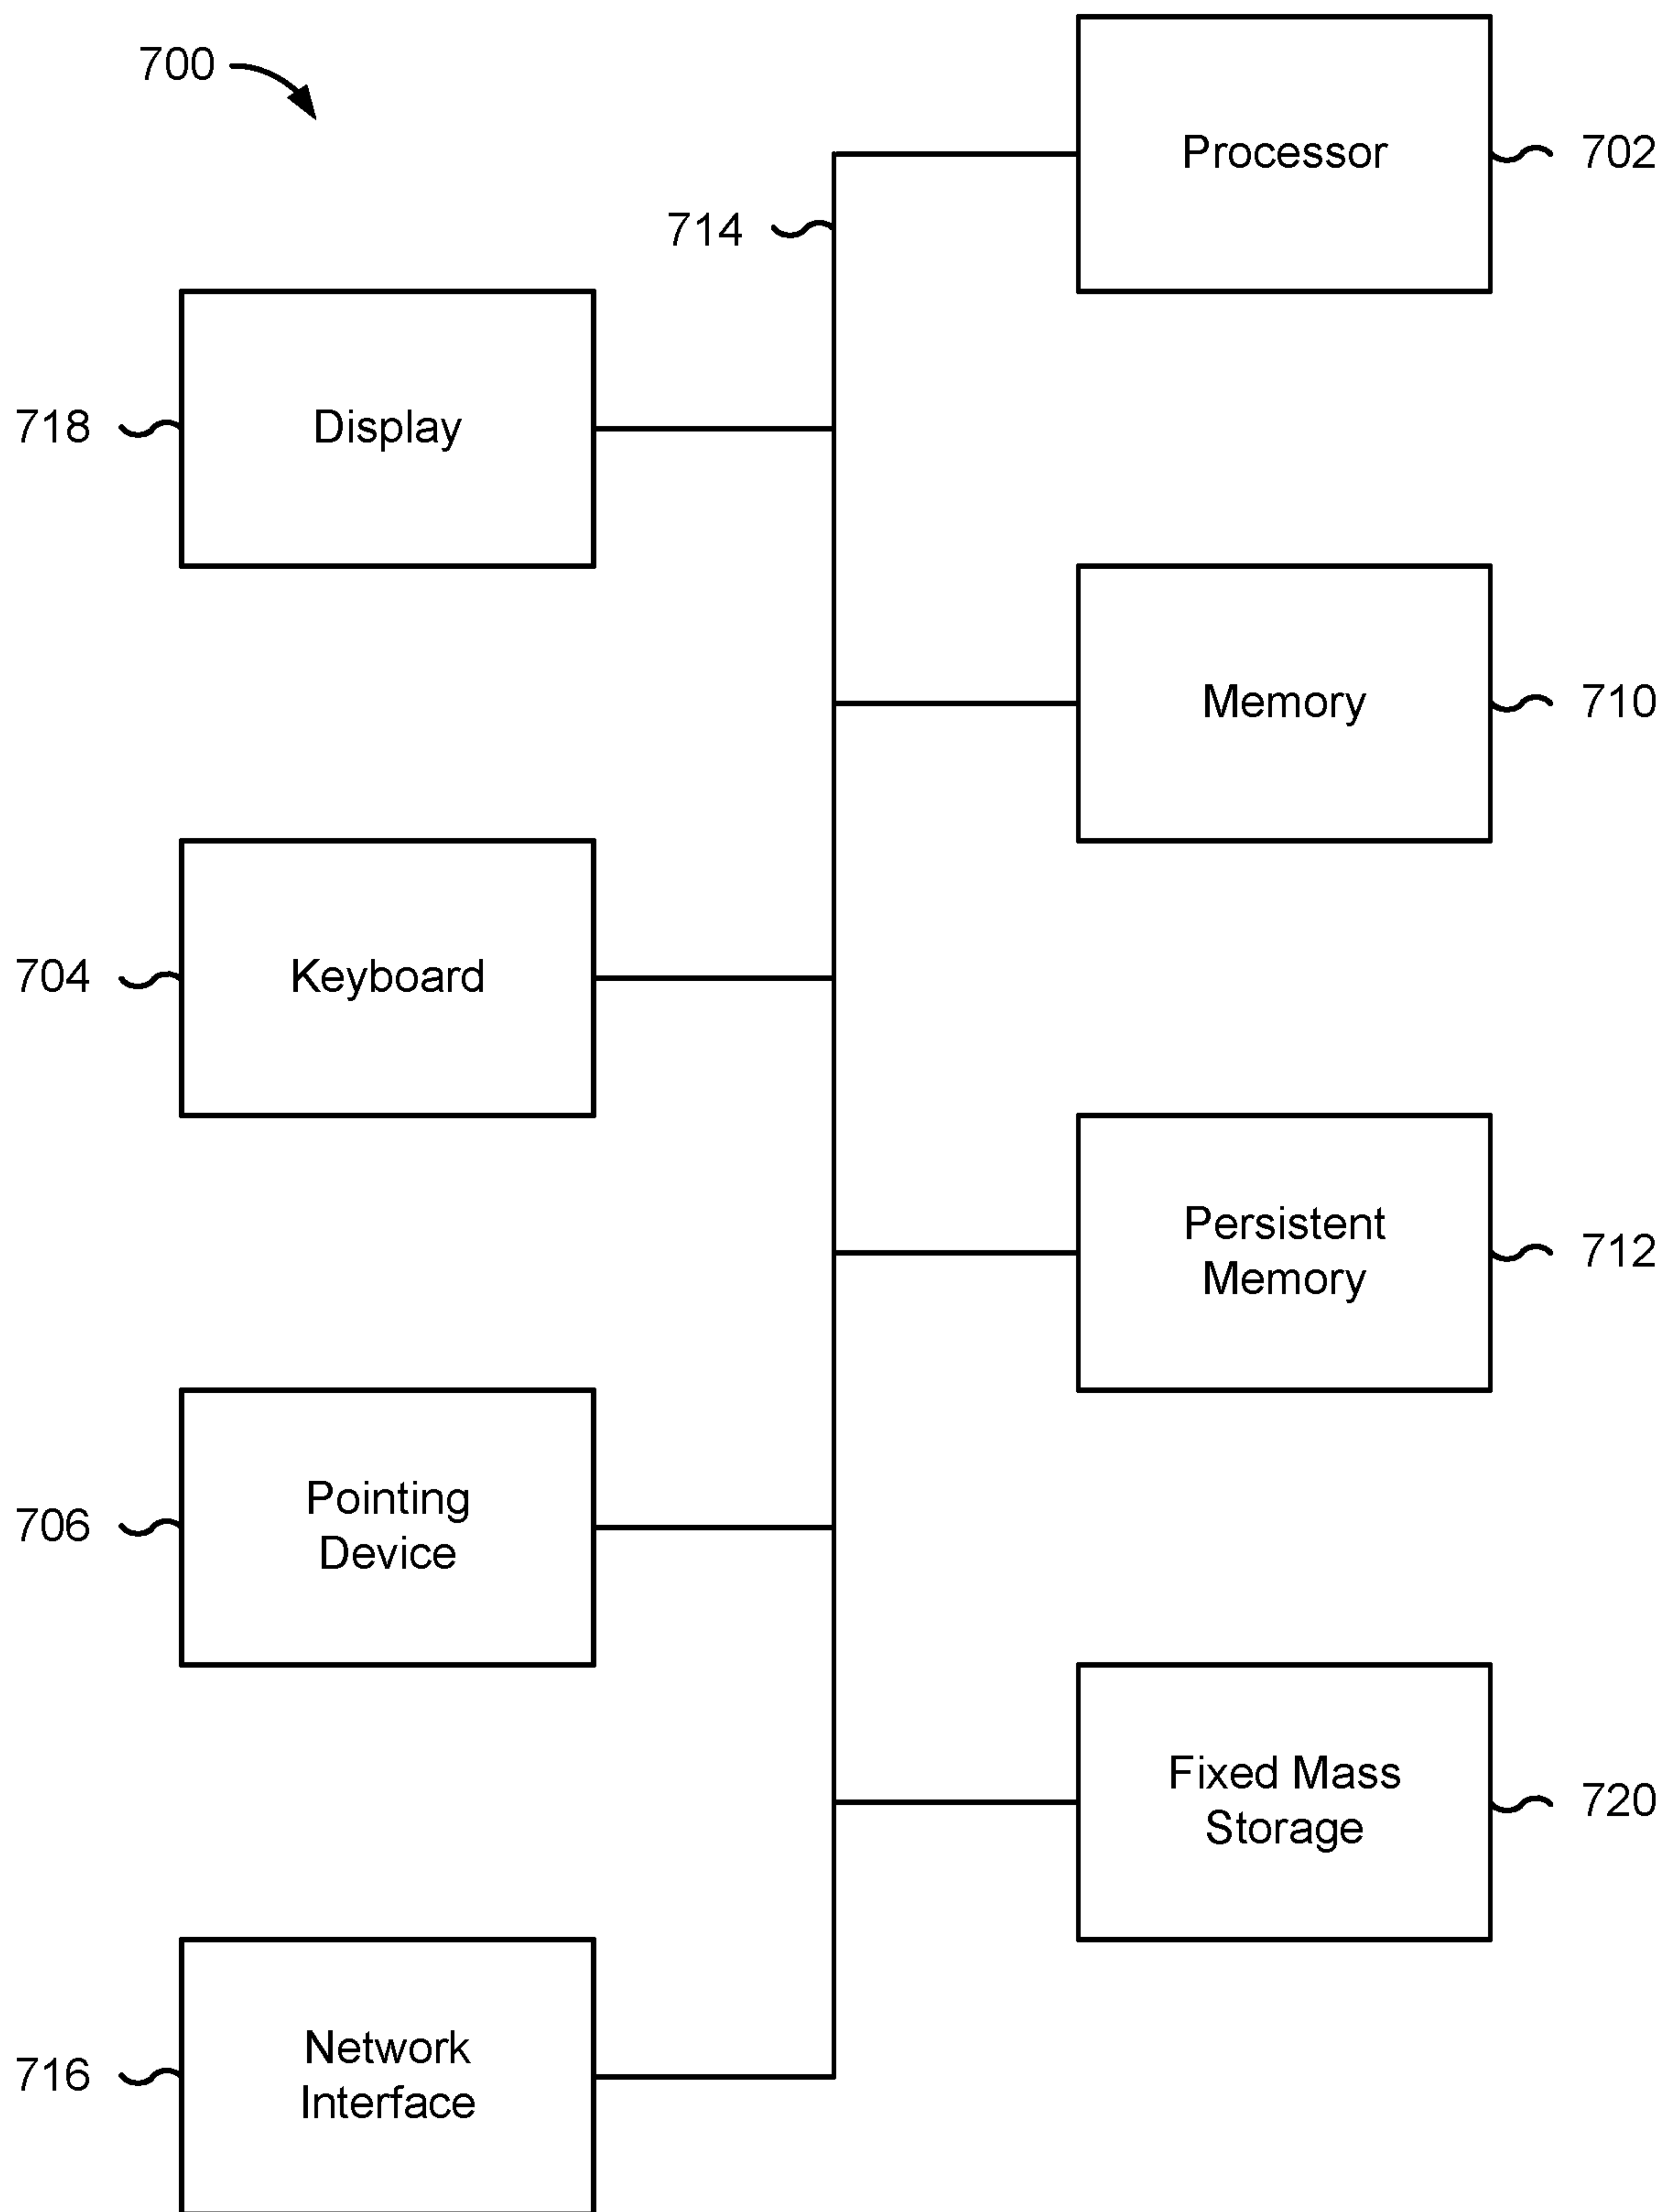 700
Processor
702
714
718
Display
Memory
710
704
Keyboard
Persistent
Memory
712
706
Pointing
Device
Fixed Mass
Storage
720
716
Network
Interface